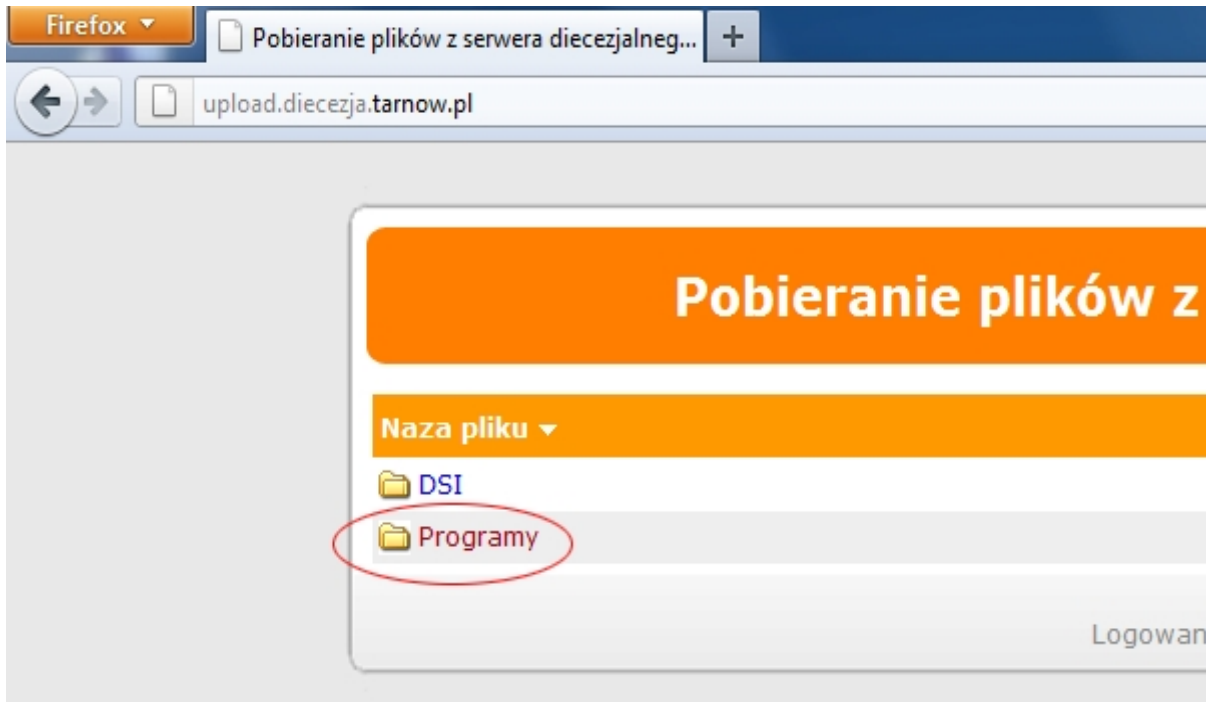 Firefox
Pobieranie plików z serwera diecezjalneg...
upload.diecezja.tarnow.pl
Pobieranie plików z
Naza pliku
DSI
Programy
Logowan